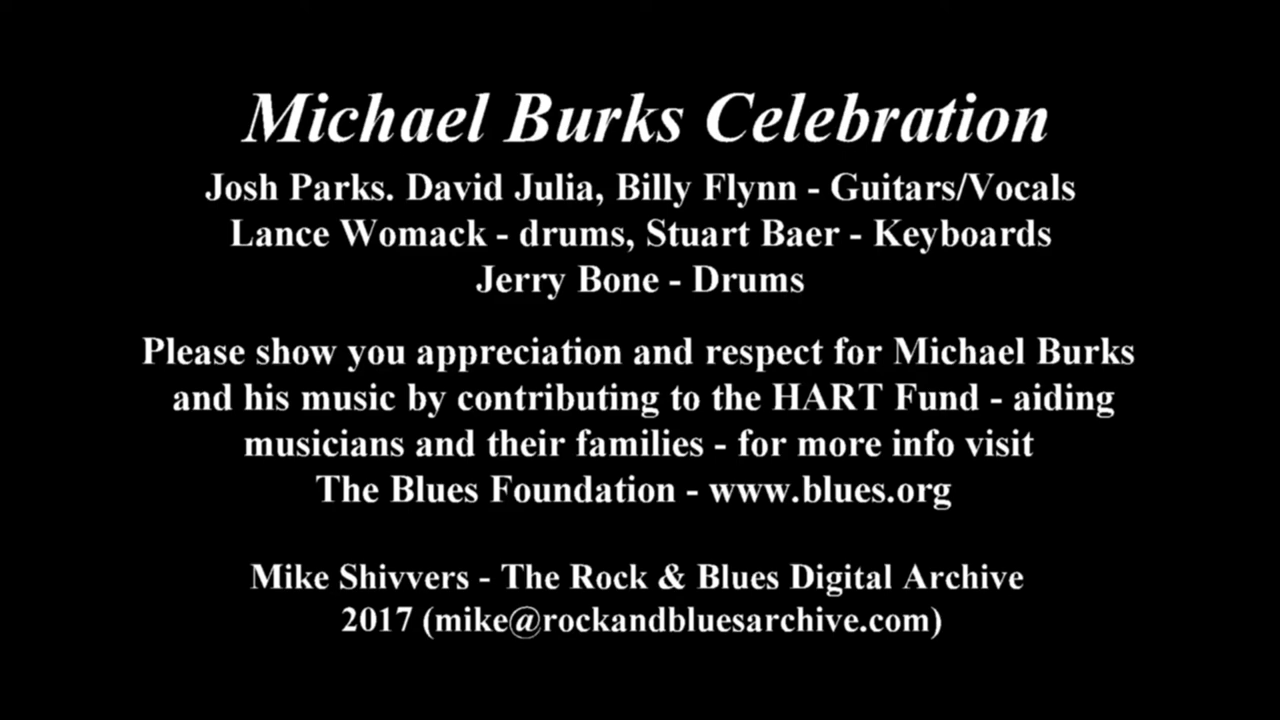 Michael Burks Celebration
Josh Parks. David Julia, Billy Flynn - Guitars/Vocals
Lance Womack - drums, Stuart Baer - Keyboards
Jerry Bone - Drums
Please show you appreciation and respect for Michael Burks
and his music by contributing to the HART Fund - aiding
musicians and their families - for more info visit
The Blues Foundation - www.blues.org
Mike Shivvers - The Rock & Blues Digital Archive
2017 (mike@rockandbluesarchive.com)